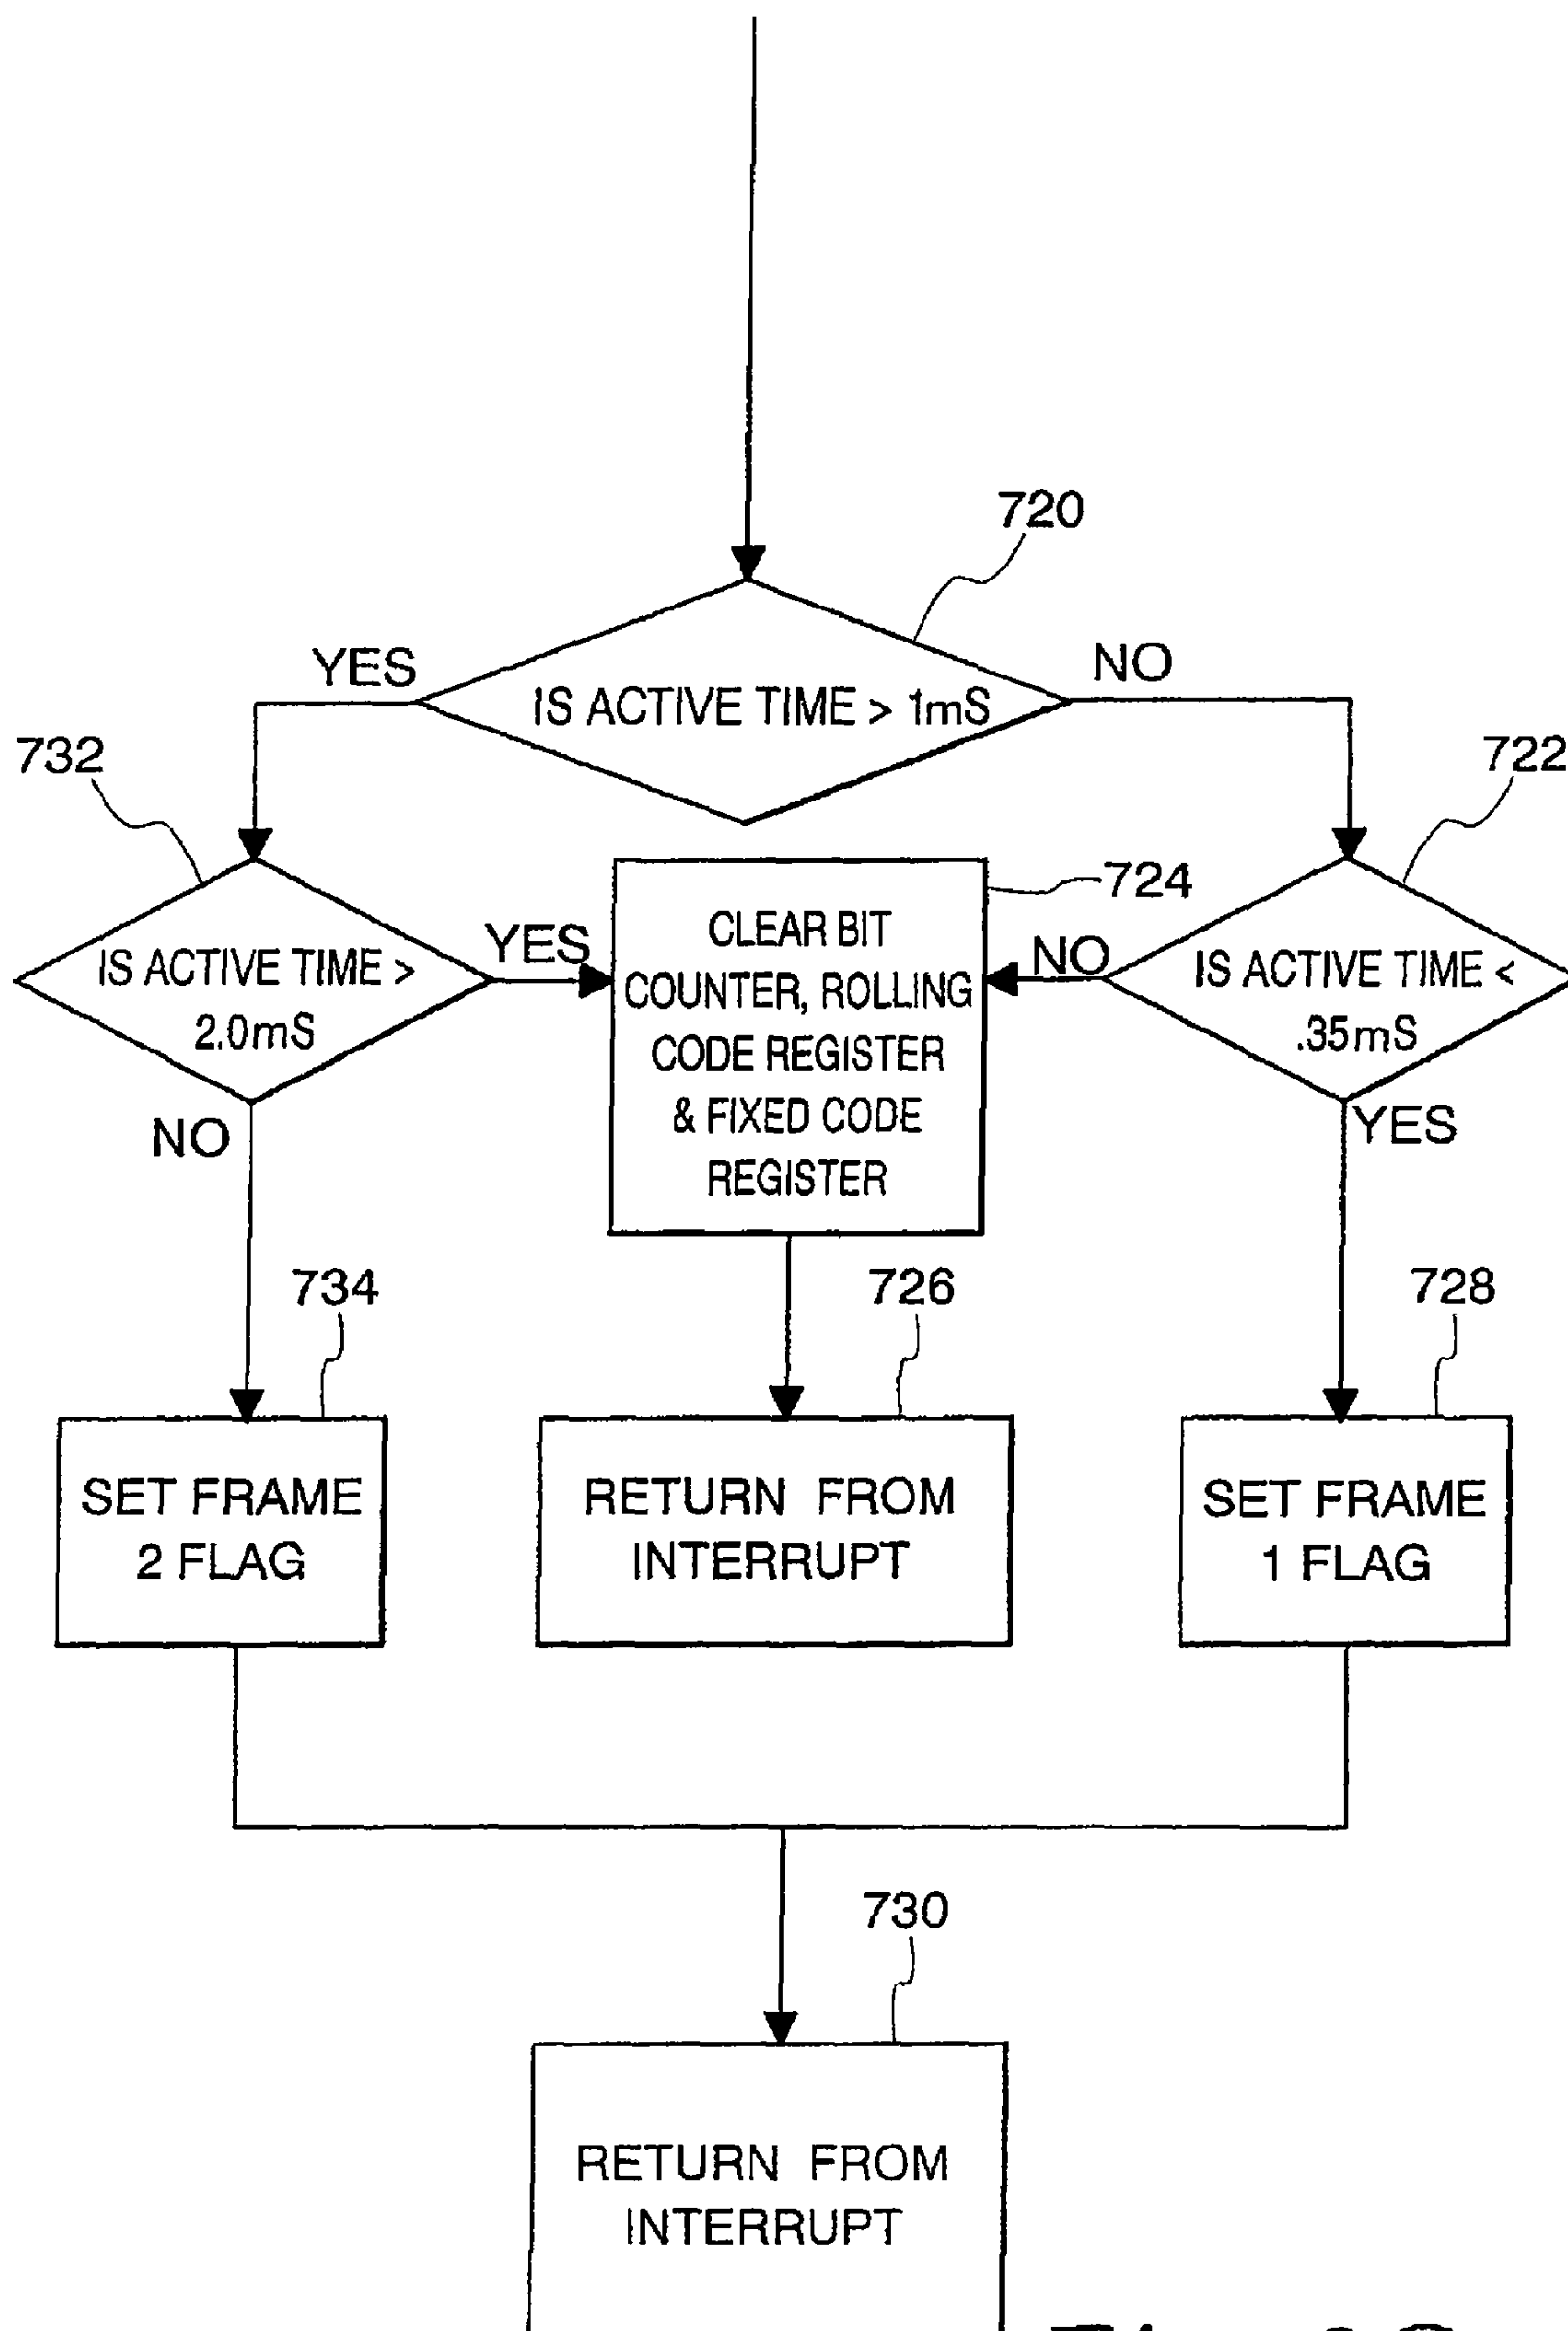 720
YES
NO
IS ACTIVE TIME > 1mS
732
722
724
CLEAR BIT
COUNTER, ROLLING
CODE REGISTER
& FIXED CODE
REGISTER
YES
NO
IS ACTIVE TIME >
2.0mS
IS ACTIVE TIME <
.35mS
NO
YES
734
726
728
SET FRAME
2 FLAG
RETURN FROM
INTERRUPT
SET FRAME
1 FLAG
730
RETURN FROM
INTERRUPT